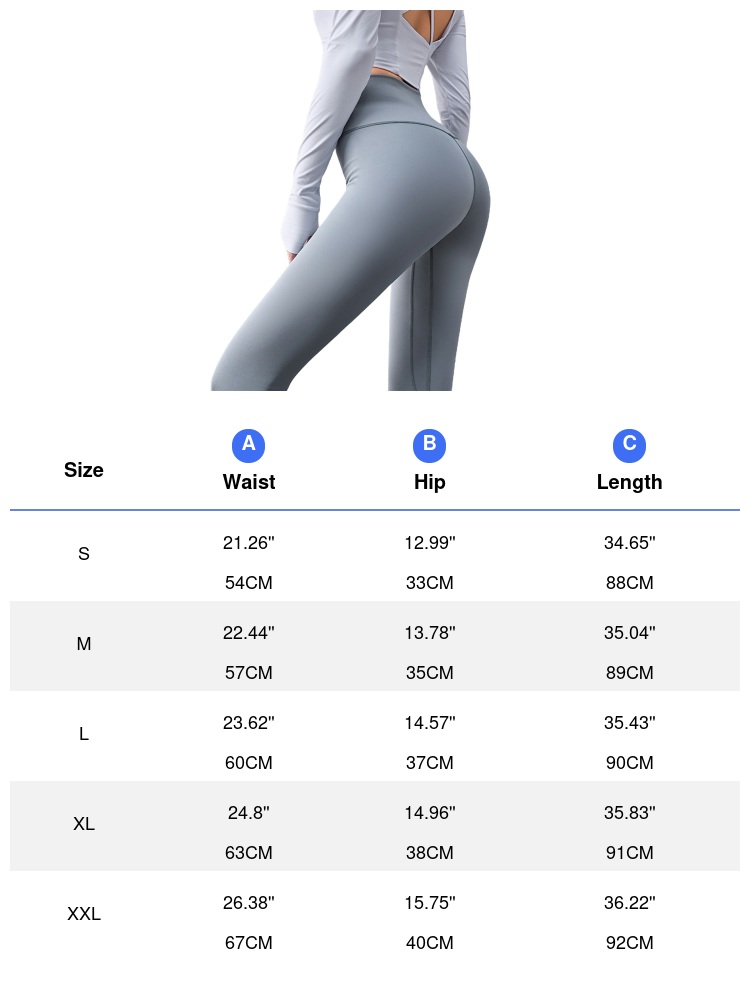 A B C
Size Waist Hip Length
21.26" 12.99" 34.65"
S
54CM 33CM 88CM
22.44" 13.78" 35.04"
M
57CM 35CM 89CM
23.62" 14.57" 35.43"
L
60CM 37CM 90CM
24.8" 14.96" 35.83"
XL
63CM 38CM 91CM
26.38" 15.75" 36.22"
XXL
67CM 40CM 92CM